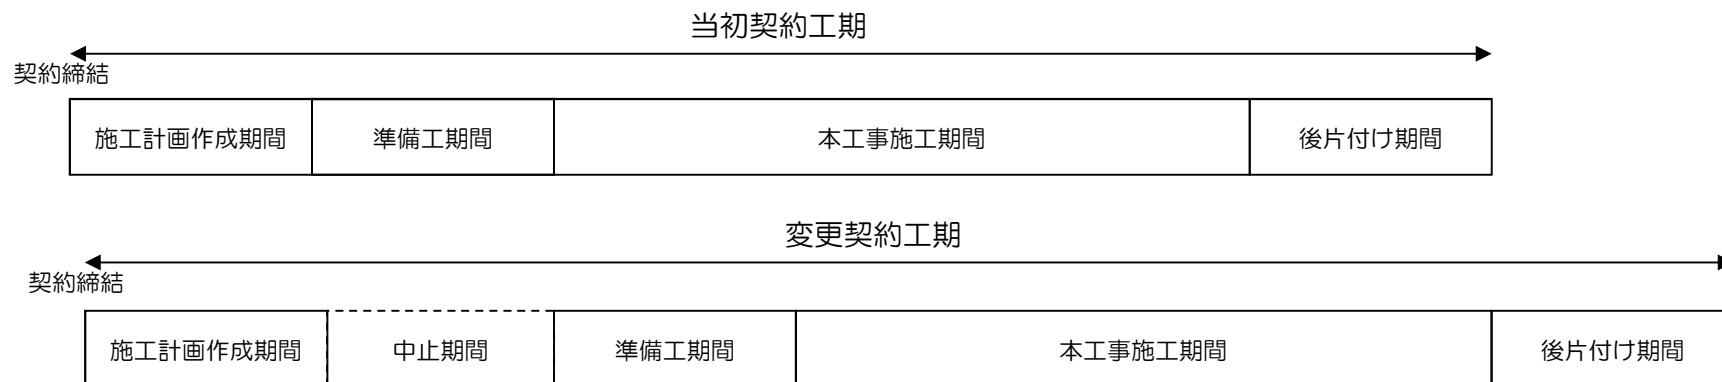 当初契約工期
契約締結
施工計画作成期間 準備工期間 本工事施工期間 後片付け期間
変更契約工期
契約締結
施工計画作成期間 中止期間 準備工期間 本工事施工期間 後片付け期間